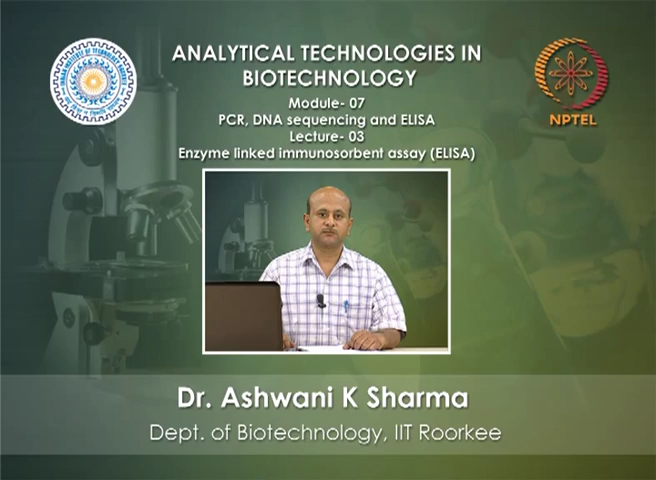 ANALYTICAL TECHNOLOGIES IN
BIOTECHNOLOGY
Module- 07
PCR, DNA sequencing and ELISA
Lecture- 03
Enzyme linked immunosorbent assay (ELISA)
NPTEL
Dr. Ashwani K Sharma
Dept. of Biotechnology, IIT Roorkee